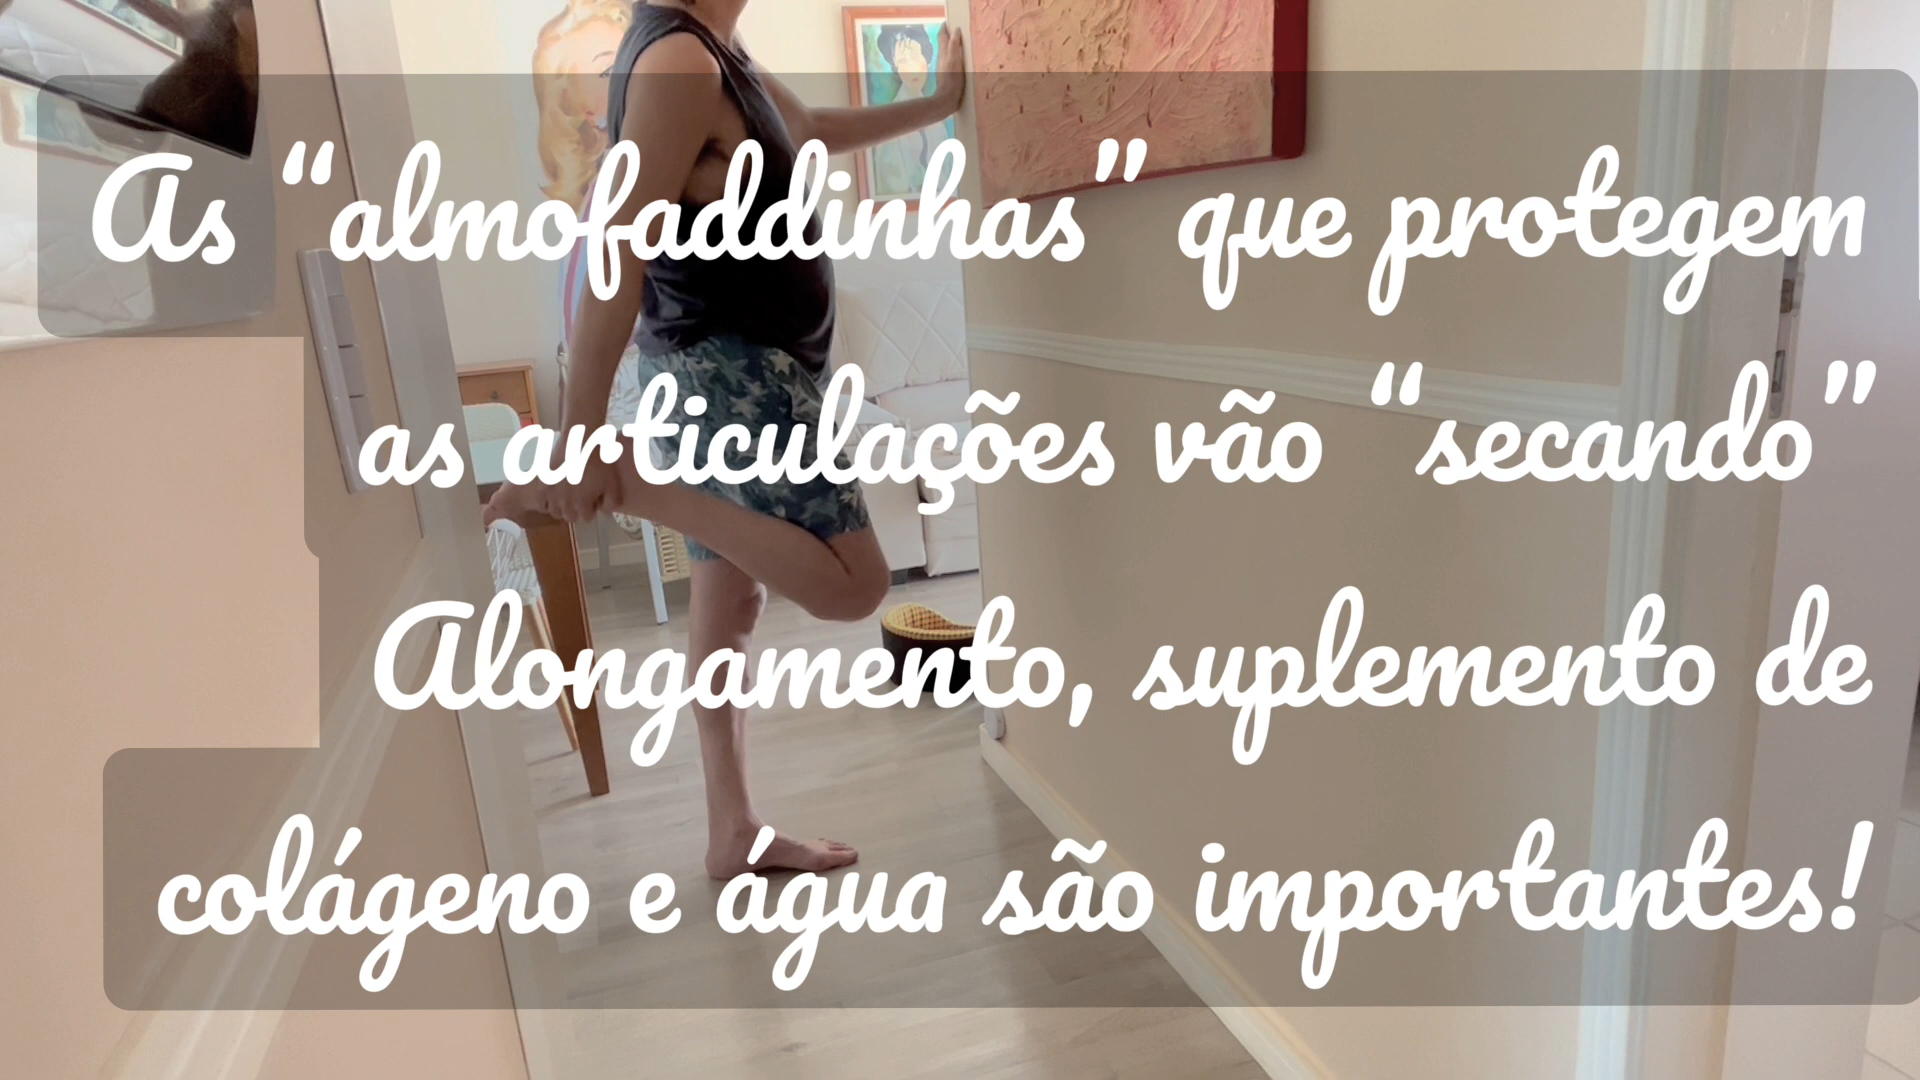 As “almofaddinhas” que protegem
as articulações vão “secando”
Alongamento, suplemento de
colágeno e água são importantes!